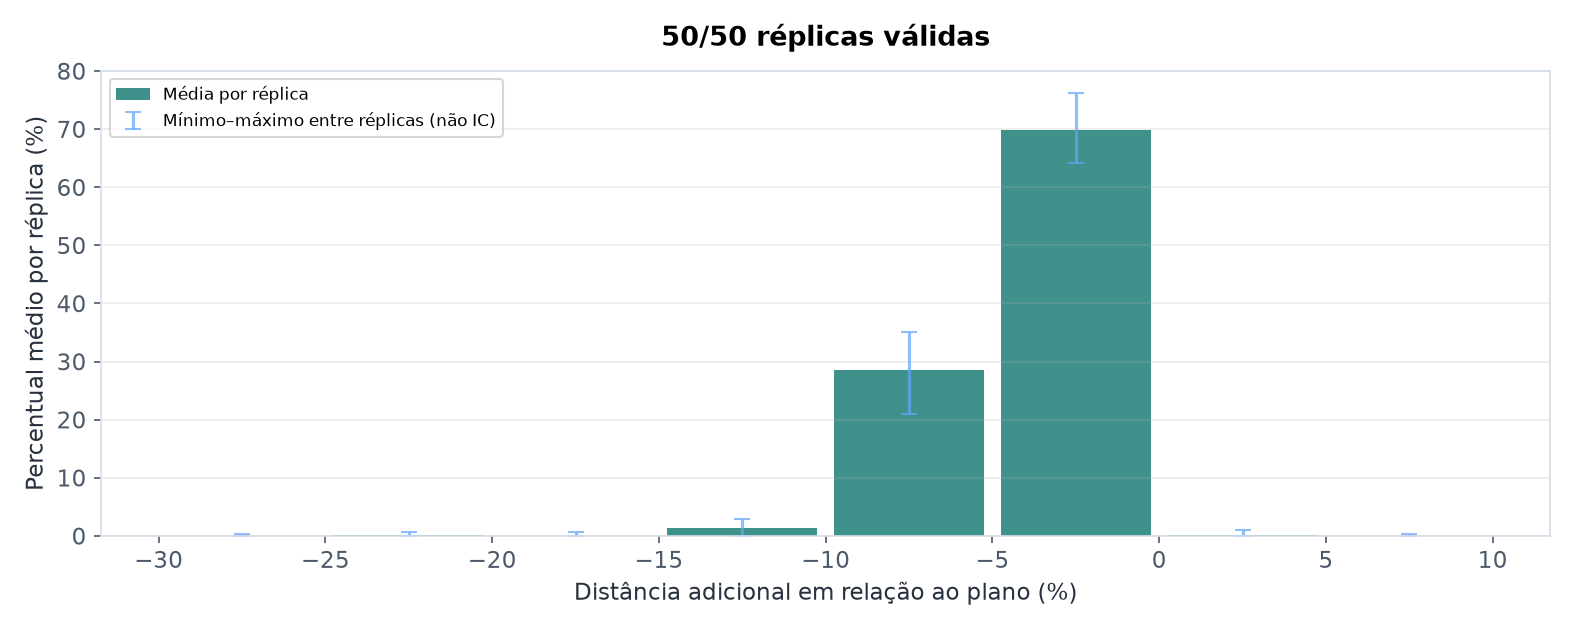 50/50 réplicas válidas
Média por réplica
Mínimo–máximo entre réplicas (não IC)
Percentual médio por réplica (%)
80
70
60
50
40
30
20
10
0
−30 −25 −20 −15 −10 −5 0 5 10
Distância adicional em relação ao plano (%)